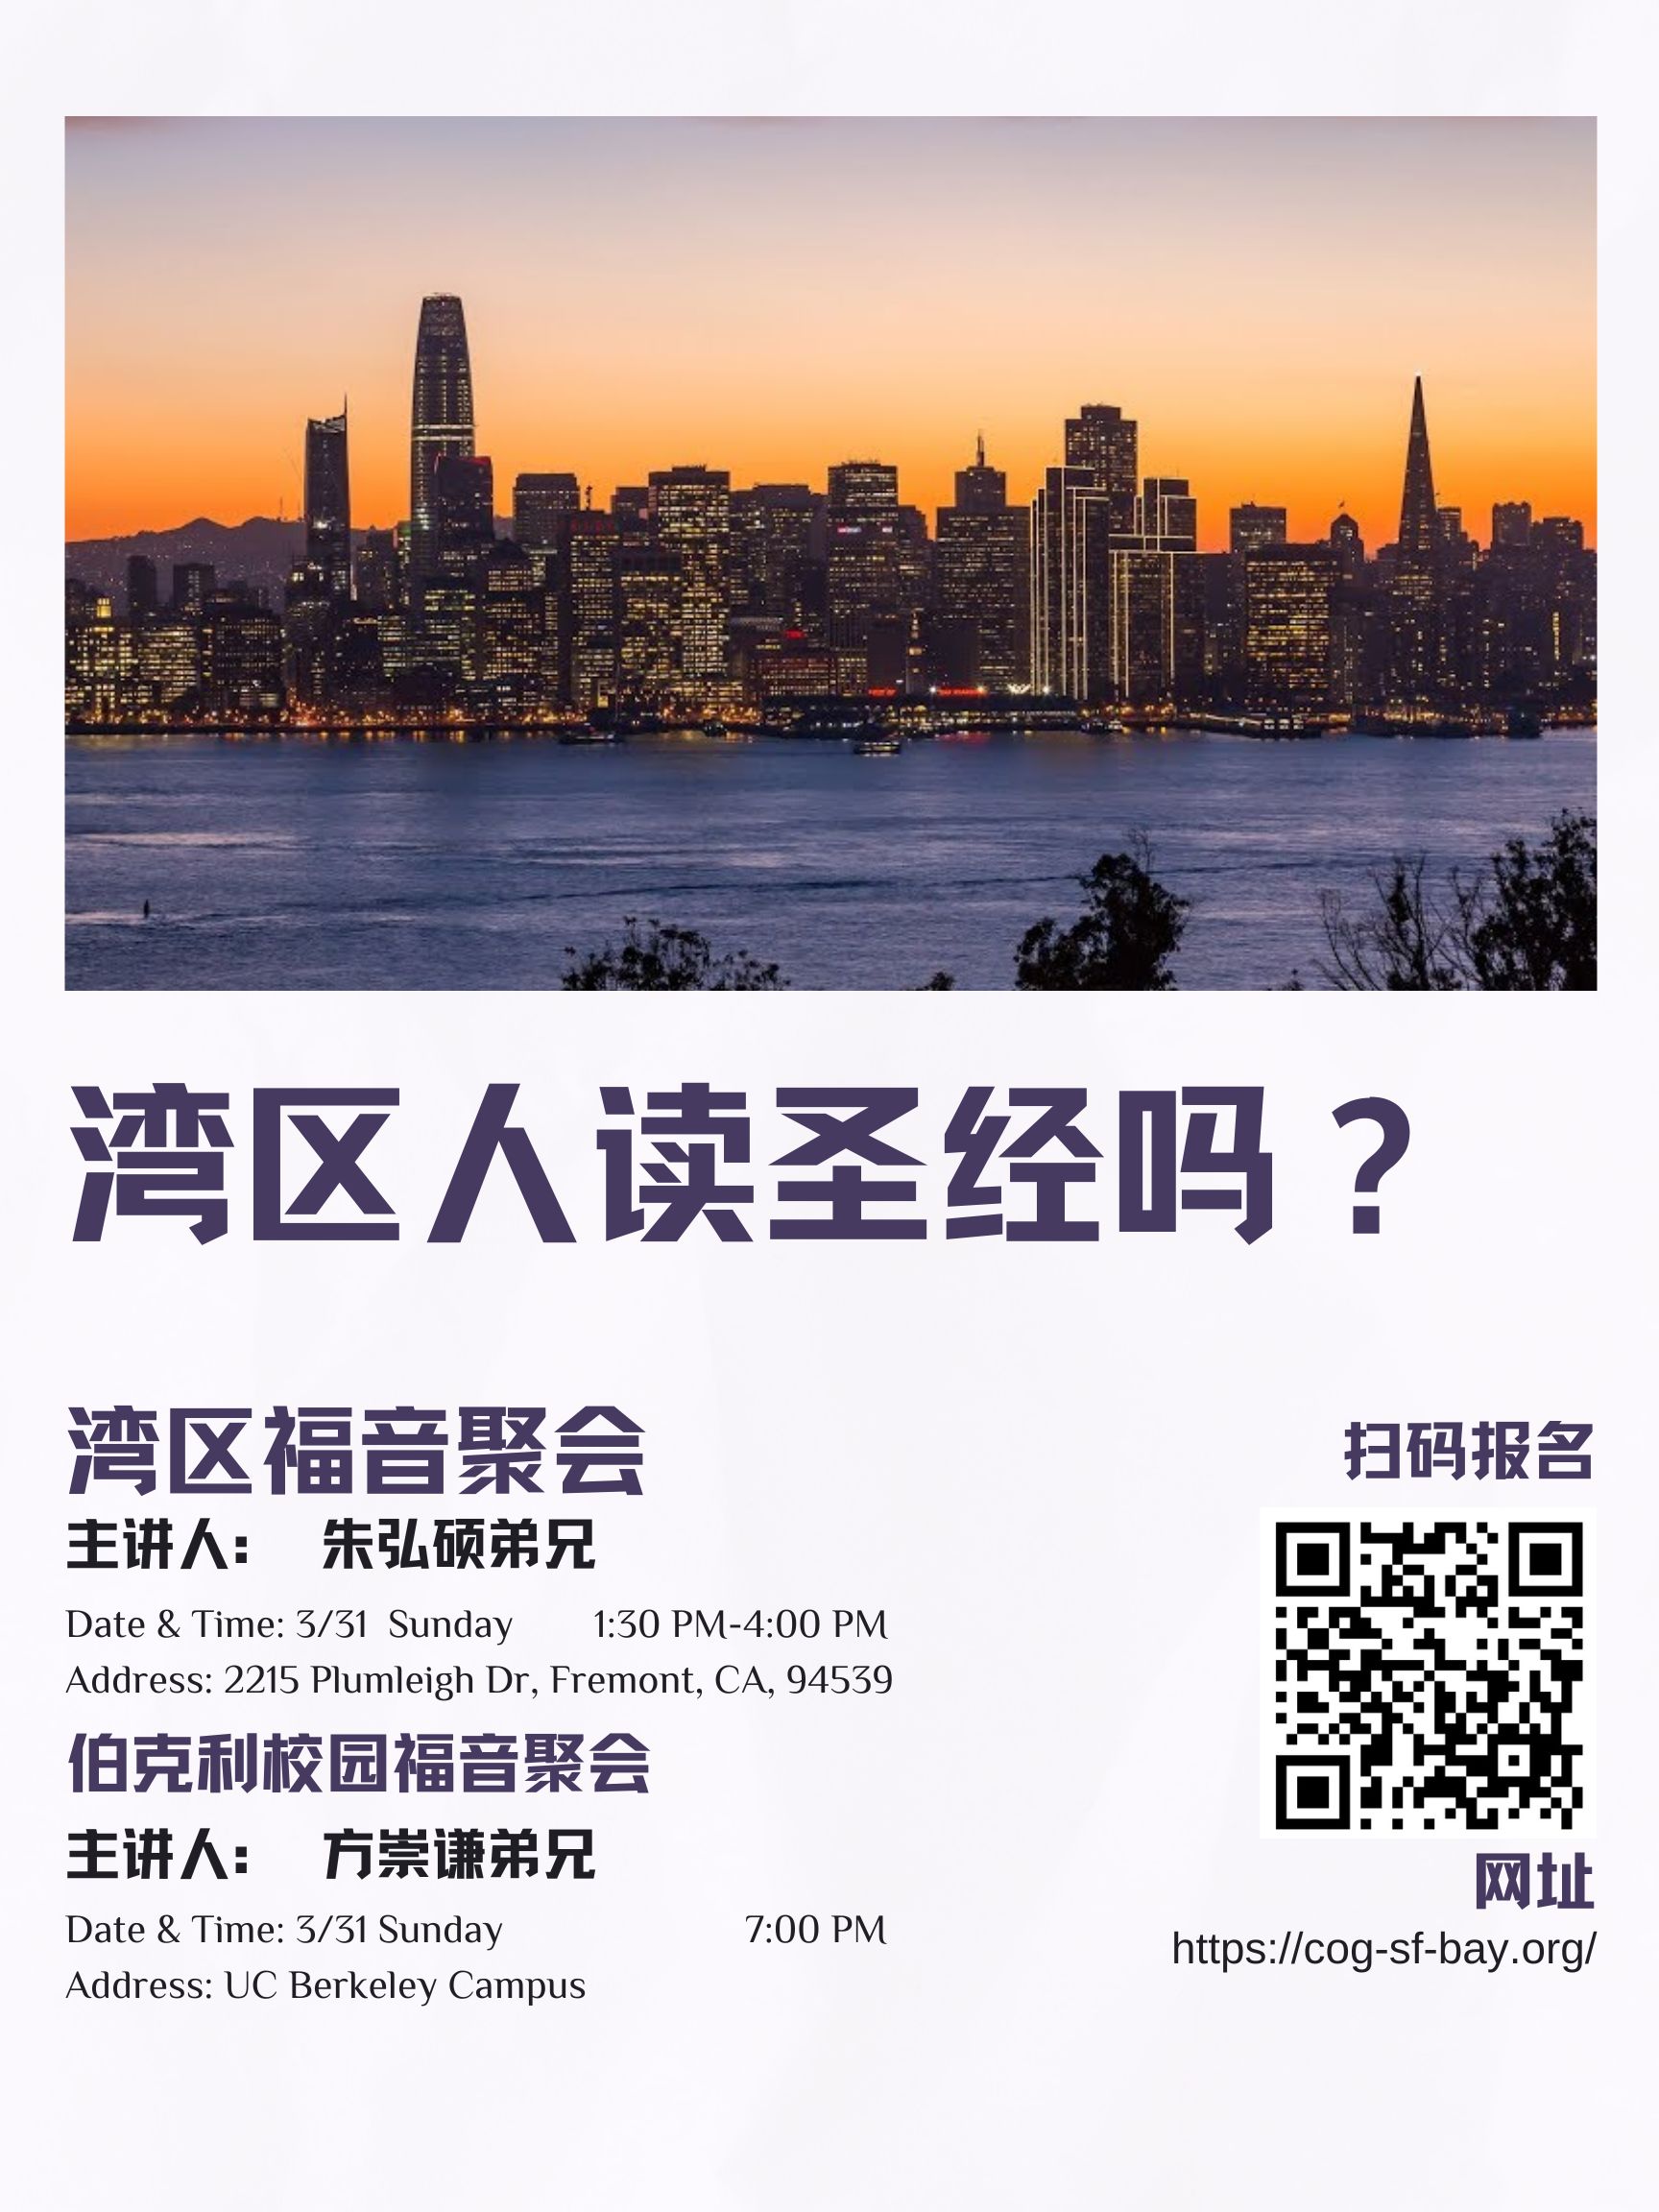 湾区人读圣经吗？
湾区福音聚会
主讲人： 朱弘硕弟兄
Date & Time: 3/31 Sunday 1:30 PM-4:00 PM
Address: 2215 Plumleigh Dr, Fremont, CA, 94539
伯克利校园福音聚会
主讲人： 方崇谦弟兄
Date & Time: 3/31 Sunday 7:00 PM
Address: UC Berkeley Campus
扫码报名
网址
https://cog-sf-bay.org/